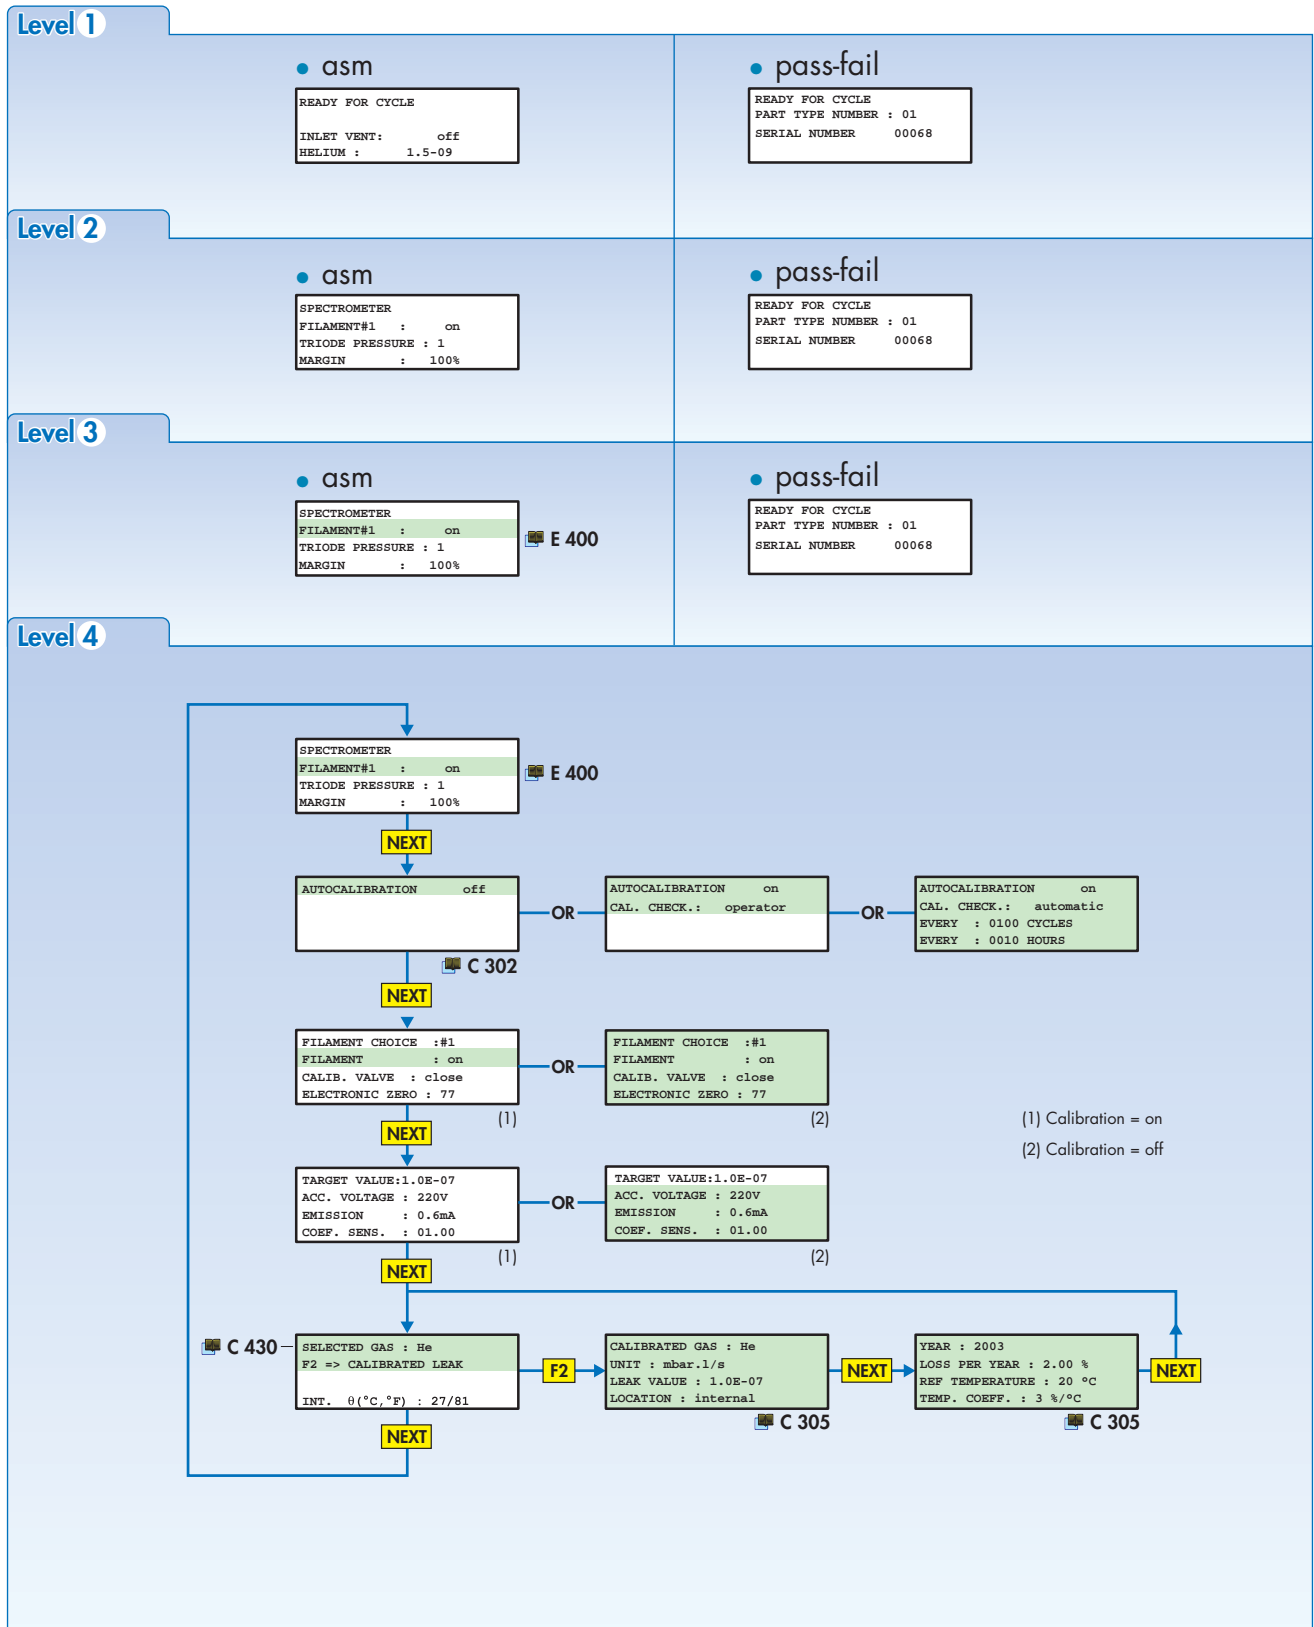 Level 1
• asm
READY FOR CYCLE
INLET VENT: off
HELIUM : 1.5-09
• pass-fail
READY FOR CYCLE
PART TYPE NUMBER : 01
SERIAL NUMBER 00068
Level 2
• asm
SPECTROMETER
FILAMENT#1 : on
TRIODE PRESSURE : 1
MARGIN : 100%
• pass-fail
READY FOR CYCLE
PART TYPE NUMBER : 01
SERIAL NUMBER 00068
Level 3
• asm
SPECTROMETER
FILAMENT#1 : on
TRIODE PRESSURE : 1
MARGIN : 100%
E 400
• pass-fail
READY FOR CYCLE
PART TYPE NUMBER : 01
SERIAL NUMBER 00068
Level 4
SPECTROMETER
FILAMENT#1 : on
TRIODE PRESSURE : 1
MARGIN : 100%
E 400
NEXT
AUTOCALIBRATION off
C 302
OR
AUTOCALIBRATION on
CAL. CHECK.: operator
OR
AUTOCALIBRATION on
CAL. CHECK.: automatic
EVERY : 0100 CYCLES
EVERY : 0010 HOURS
NEXT
FILAMENT CHOICE :#1
FILAMENT : on
CALIB. VALVE : close
ELECTRONIC ZERO : 77
(1)
OR
FILAMENT CHOICE :#1
FILAMENT : on
CALIB. VALVE : close
ELECTRONIC ZERO : 77
(2)
(1) Calibration = on
(2) Calibration = off
NEXT
TARGET VALUE:1.0E-07
ACC. VOLTAGE : 220V
EMISSION : 0.6mA
COEF. SENS. : 01.00
(1)
OR
TARGET VALUE:1.0E-07
ACC. VOLTAGE : 220V
EMISSION : 0.6mA
COEF. SENS. : 01.00
(2)
NEXT
C 430
SELECTED GAS : He
F2 => CALIBRATED LEAK
INT. θ(°C,°F) : 27/81
F2
CALIBRATED GAS : He
UNIT : mbar.l/s
LEAK VALUE : 1.0E-07
LOCATION : internal
C 305
NEXT
YEAR : 2003
LOSS PER YEAR : 2.00 %
REF TEMPERATURE : 20 °C
TEMP. COEFF. : 3 %/°C
C 305
NEXT
NEXT